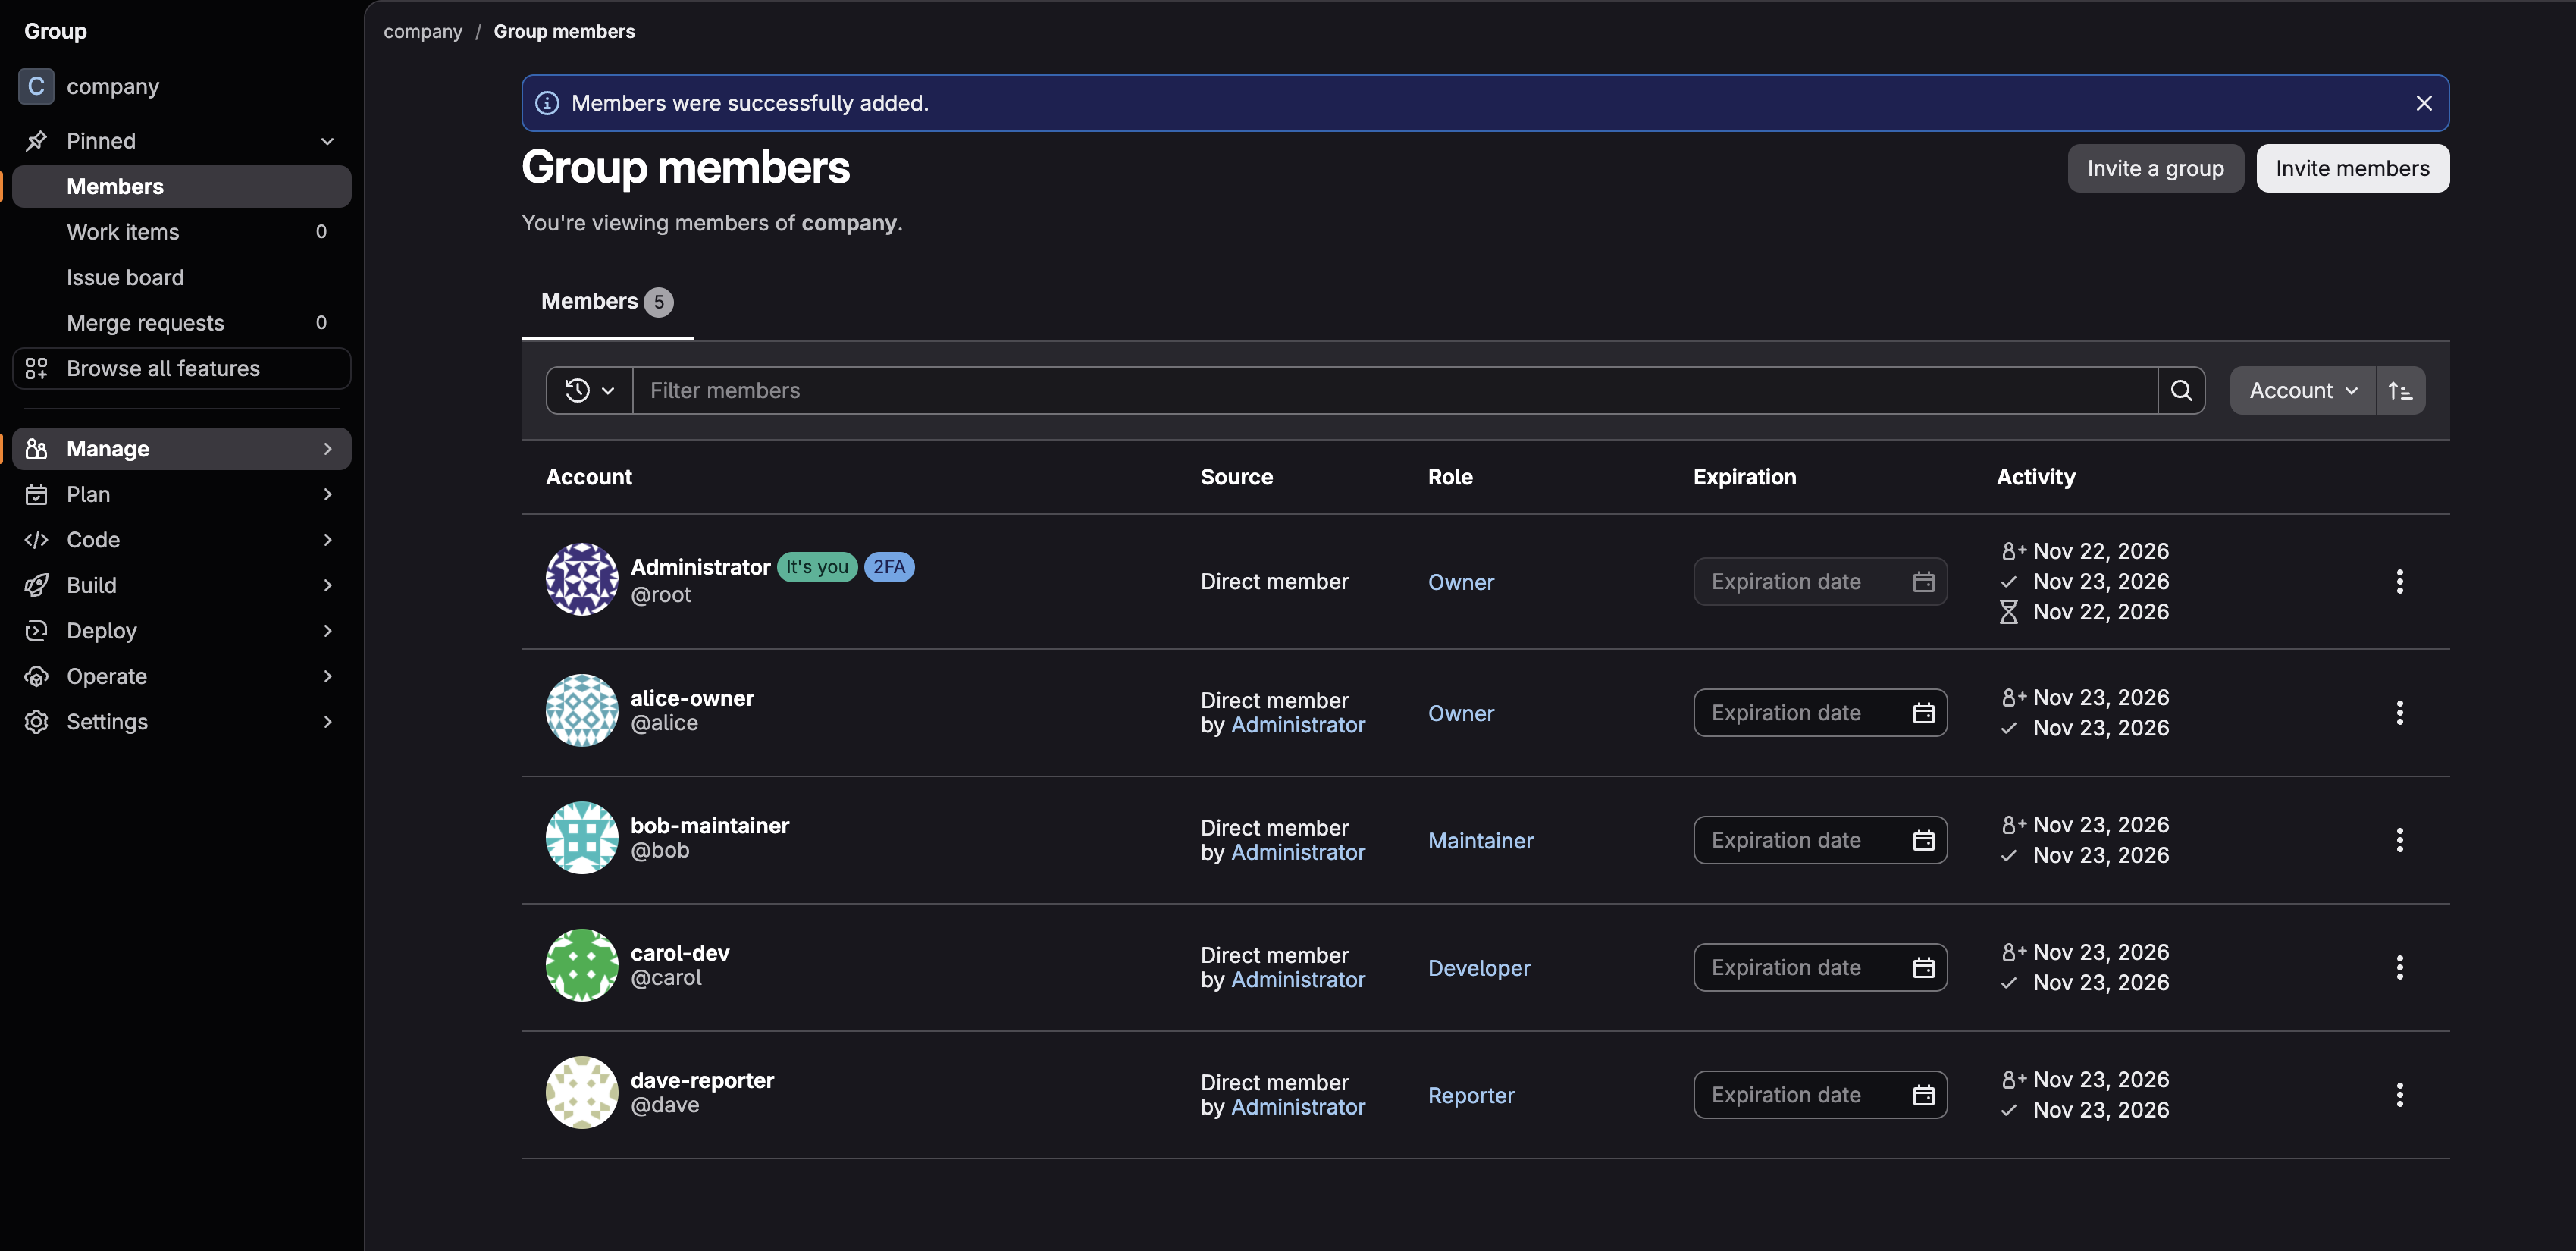 Group
C company
Pinned
Members
Work items 0
Issue board
Merge requests 0
Browse all features
Manage
Plan
Code
Build
Deploy
Operate
Settings
company / Group members
Members were successfully added.
Group members
Invite a group
Invite members
You're viewing members of company.
Members 5
Filter members
Account
Account Source Role Expiration Activity
Administrator It's you 2FA
@root
Direct member
Owner
Expiration date
Nov 22, 2026
Nov 23, 2026
Nov 22, 2026
alice-owner
@alice
Direct member
by Administrator
Owner
Expiration date
Nov 23, 2026
Nov 23, 2026
bob-maintainer
@bob
Direct member
by Administrator
Maintainer
Expiration date
Nov 23, 2026
Nov 23, 2026
carol-dev
@carol
Direct member
by Administrator
Developer
Expiration date
Nov 23, 2026
Nov 23, 2026
dave-reporter
@dave
Direct member
by Administrator
Reporter
Expiration date
Nov 23, 2026
Nov 23, 2026